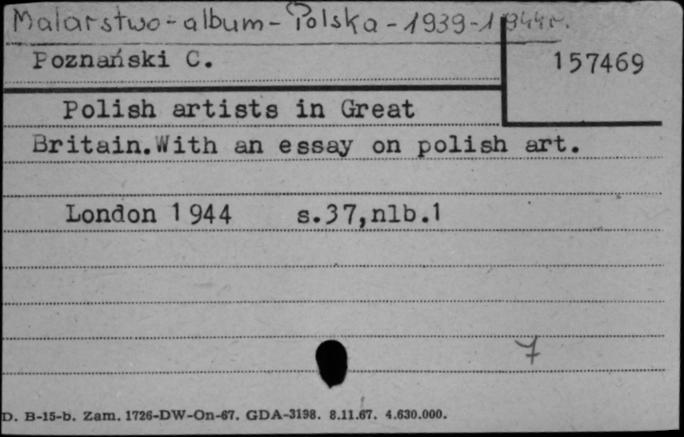 Malarstwo - album - Polska - 1939-1944 r.
Poznański C.
157469
Polish artists in Great
Britain.With an essay on polish art.
London 1944 s.37,nlb.1
7
D. B-15-b. Zam. 1726-DW-On-67. GDA-3198. 8.11.67. 4.630.000.